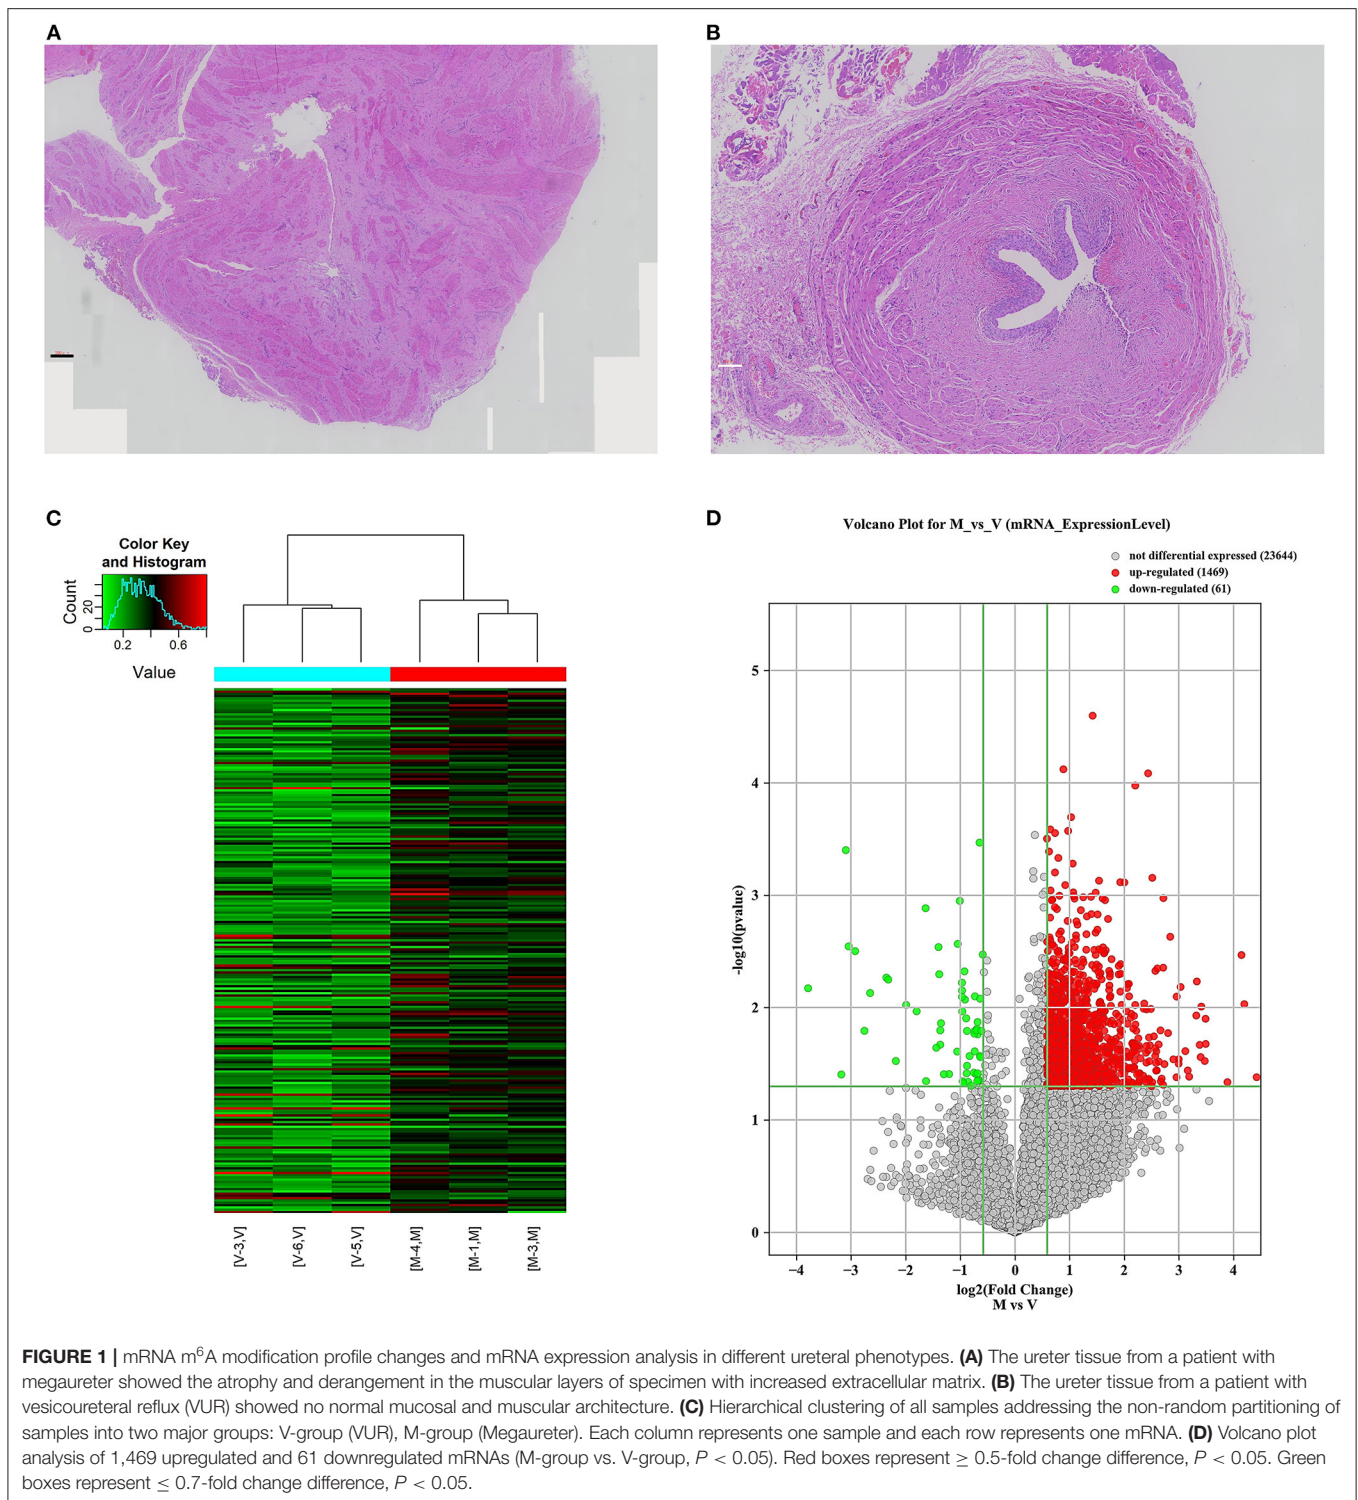 A
B
C
Color Key
and Histogram
Count
0
20
0.2
0.6
Value
[V-3,V]
[V-6,V]
[V-5,V]
[M-4,M]
[M-1,M]
[M-3,M]
D
Volcano Plot for M_vs_V (mRNA_ExpressionLevel)
not differential expressed (23644)
up-regulated (1469)
down-regulated (61)
-log10(pvalue)
5
4
3
2
1
0
−4
−3
−2
−1
0
1
2
3
4
log2(Fold Change)
M vs V
FIGURE 1 | mRNA m6A modification profile changes and mRNA expression analysis in different ureteral phenotypes. (A) The ureter tissue from a patient with
megaureter showed the atrophy and derangement in the muscular layers of specimen with increased extracellular matrix. (B) The ureter tissue from a patient with
vesicoureteral reflux (VUR) showed no normal mucosal and muscular architecture. (C) Hierarchical clustering of all samples addressing the non-random partitioning of
samples into two major groups: V-group (VUR), M-group (Megaureter). Each column represents one sample and each row represents one mRNA. (D) Volcano plot
analysis of 1,469 upregulated and 61 downregulated mRNAs (M-group vs. V-group, P < 0.05). Red boxes represent ≥ 0.5-fold change difference, P < 0.05. Green
boxes represent ≤ 0.7-fold change difference, P < 0.05.